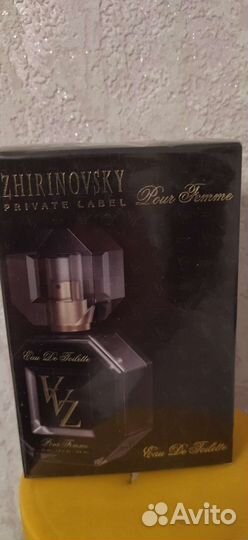 ZHIRINOVSKY
PRIVATE LABEL
Pour Femme
Eau De Toilette
VVZ
Pour Femme
Eau De Toilette
Avito